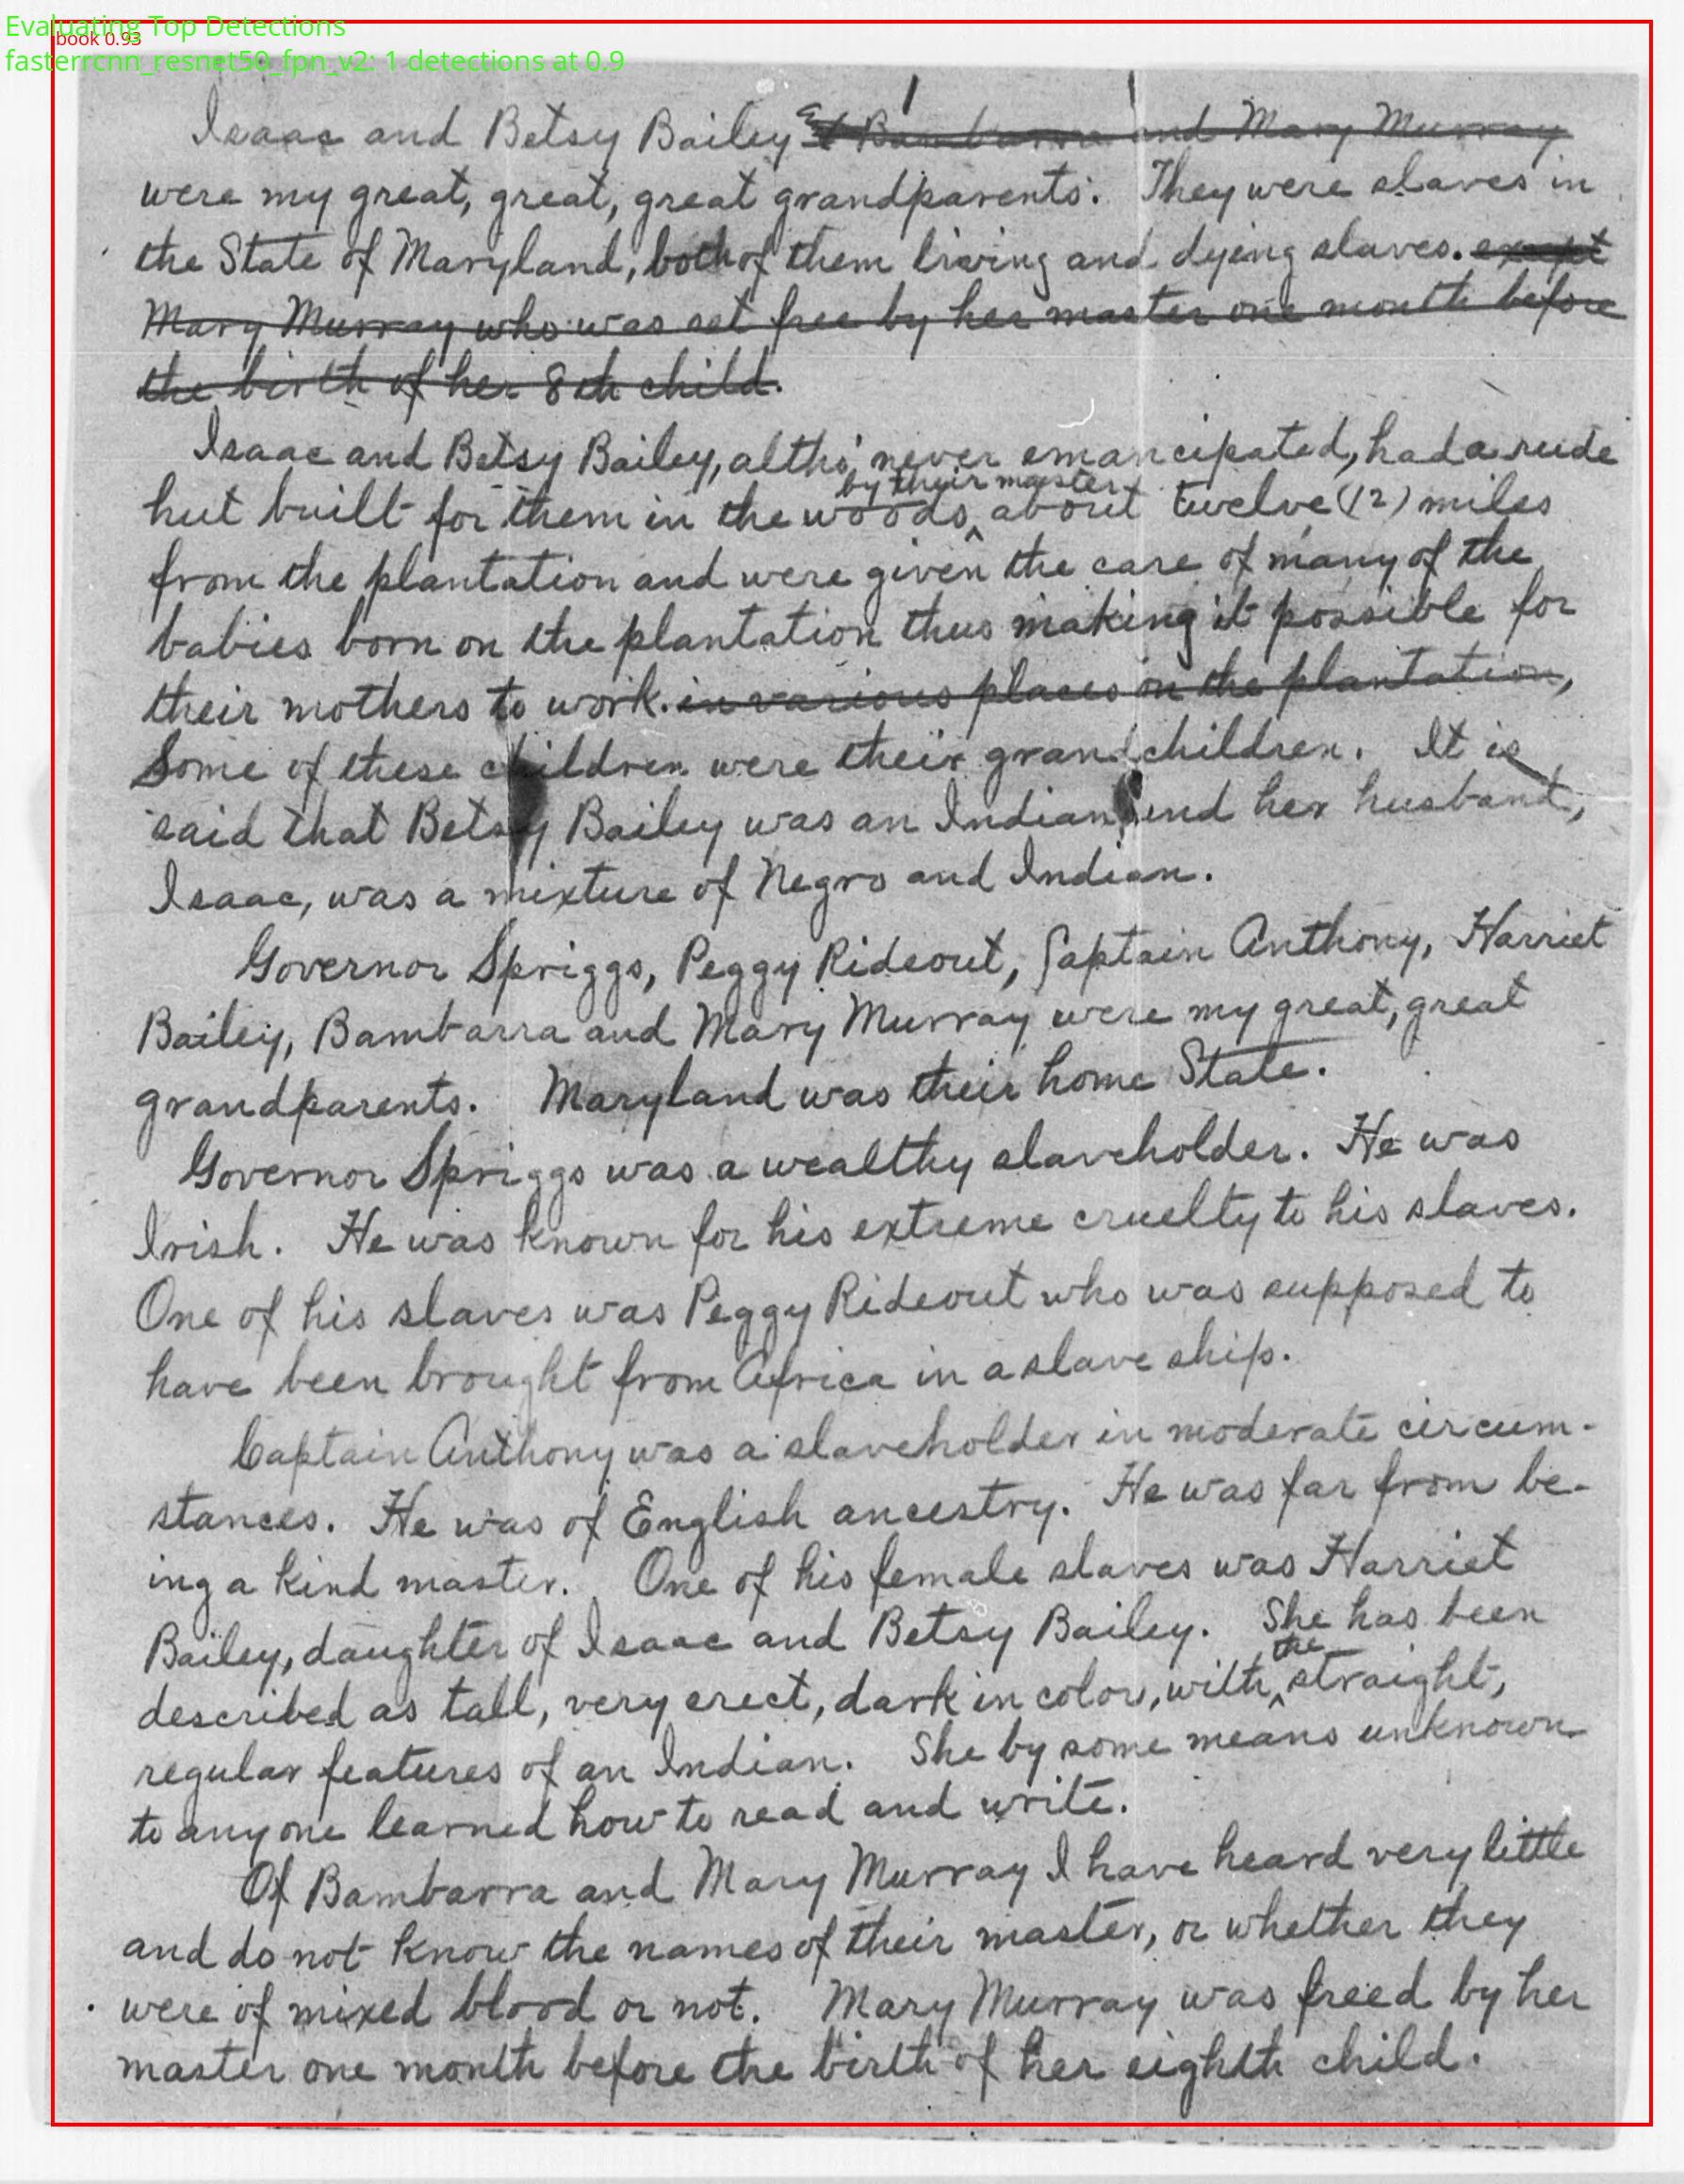 Evaluating Top Detections
book 0.93
fasterrcnn_resnet50_fpn_v2: 1 detections at 0.9
Isaac and Betsy Bailey Bambarra and Mary Murray
were my great, great, great grandparents. They were slaves in
the State of Maryland, both of them living and dying slaves. except
Mary Murray who was set free by her master one month before
the birth of her 8th child.
Isaac and Betsy Bailey, altho' never emancipated, had a rude
by their master
hut built for them in the woods, about twelve (12) miles
from the plantation and were given the care of many of the
babies born on the plantation thus making it possible for
their mothers to work. in various places on the plantation,
Some of these children were their grandchildren. It is
said that Betsy Bailey was an Indian and her husband,
Isaac, was a mixture of Negro and Indian.
Governor Spriggs, Peggy Rideout, Captain Anthony, Harriet
Bailey, Bambarra and Mary Murray were my great, great
grandparents. Maryland was their home State.
Governor Spriggs was a wealthy slaveholder. He was
Irish. He was known for his extreme cruelty to his slaves.
One of his slaves was Peggy Rideout who was supposed to
have been brought from Africa in a slave ship.
Captain Anthony was a slaveholder in moderate circum-
stances. He was of English ancestry. He was far from be-
ing a kind master. One of his female slaves was Harriet
Bailey, daughter of Isaac and Betsy Bailey. She has been
the
described as tall, very erect, dark in color, with straight,
regular features of an Indian. She by some means unknown
to anyone learned how to read and write.
Of Bambarra and Mary Murray I have heard very little
and do not know the names of their master, or whether they
were of mixed blood or not. Mary Murray was freed by her
master one month before the birth of her eighth child.